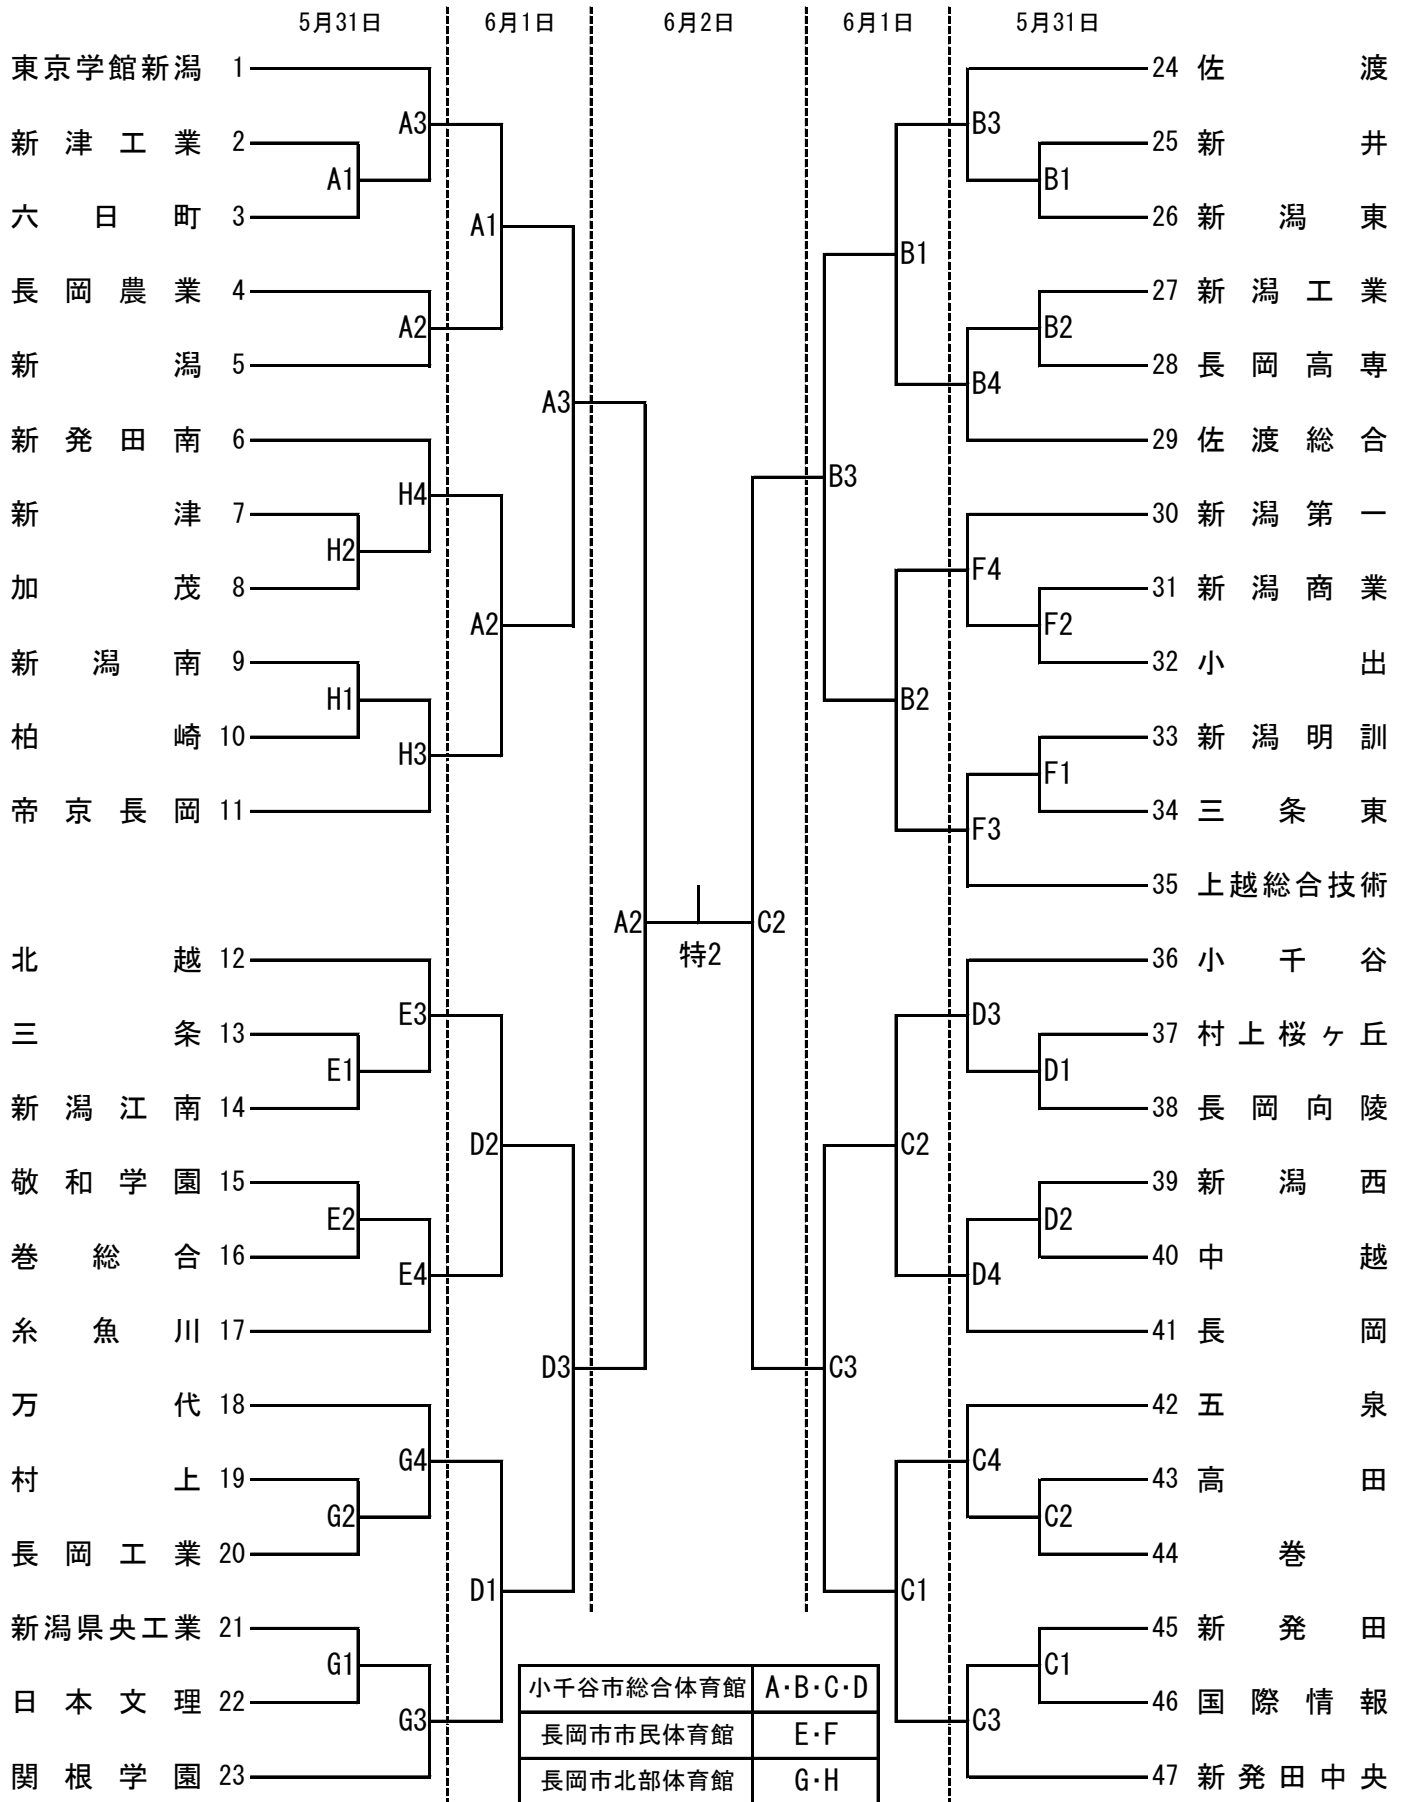 5月31日 6月1日 6月2日 6月1日 5月31日
東京学館新潟 1 24 佐渡
A3 B3
新津工業 2 25 新井
A1 B1
六日町 3 26 新潟東
A1 B1
長岡農業 4 27 新潟工業
A2 B2
新潟 5 28 長岡高専
A3 B4
新発田南 6 29 佐渡総合
H4 B3
新津 7 30 新潟第一
H2 F4
加茂 8 31 新潟商業
A2 F2
新潟南 9 32 小出
H1 B2
柏崎 10 33 新潟明訓
H3 F1
帝京長岡 11 34 三条東
F3
35 上越総合技術
A2 C2
特2
北越 12 36 小千谷
E3 D3
三条 13 37 村上桜ヶ丘
E1 D1
新潟江南 14 38 長岡向陵
D2 C2
敬和学園 15 39 新潟西
E2 D2
巻総合 16 40 中越
E4 D4
糸魚川 17 41 長岡
D3 C3
万代 18 42 五泉
G4 C4
村上 19 43 高田
G2 C2
長岡工業 20 44 巻
D1 C1
新潟県央工業 21 45 新発田
G1 C1
小千谷市総合体育館 A・B・C・D
日本文理 22 46 国際情報
G3 C3
長岡市市民体育館 E・F
関根学園 23 47 新発田中央
長岡市北部体育館 G・H